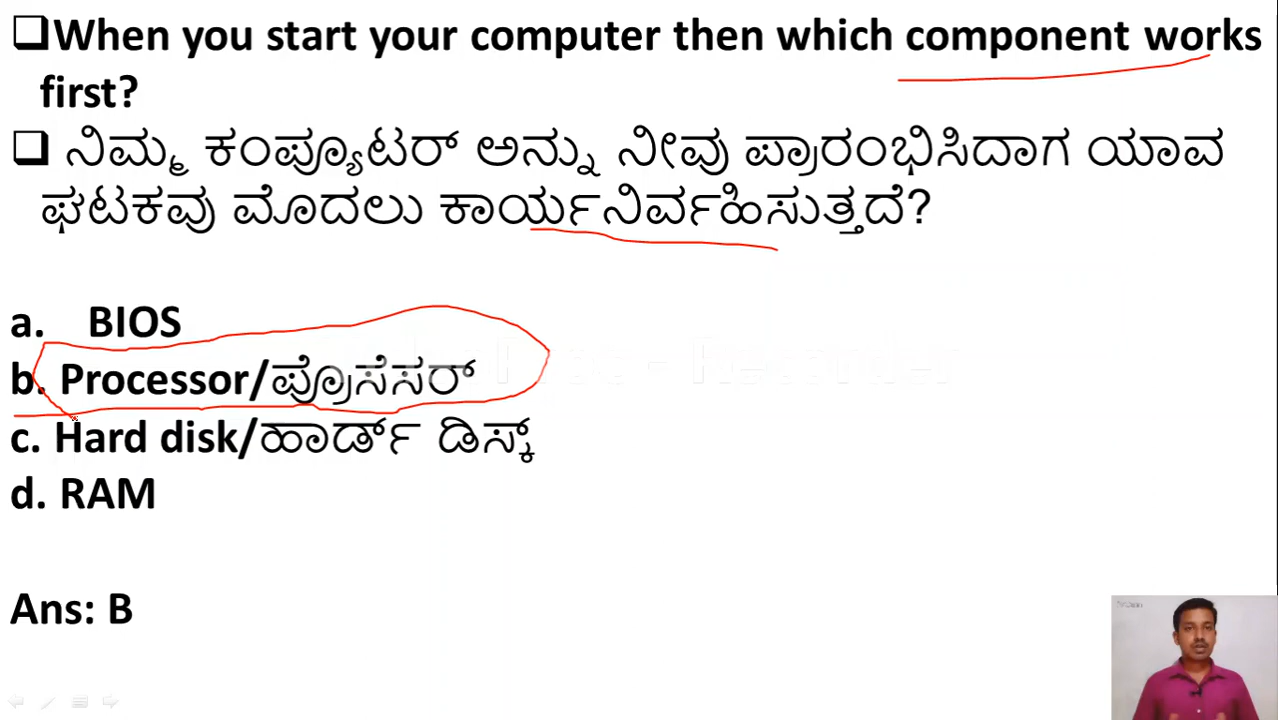 ❑When you start your computer then which component works
first?
❑ ನಿಮ್ಮ ಕಂಪ್ಯೂಟರ್ ಅನ್ನು ನೀವು ಪ್ರಾರಂಭಿಸಿದಾಗ ಯಾವ
ಘಟಕವು ಮೊದಲು ಕಾರ್ಯನಿರ್ವಹಿಸುತ್ತದೆ?
a. BIOS
b. Processor/ಪ್ರೊಸೆಸರ್
c. Hard disk/ಹಾರ್ಡ್ ಡಿಸ್ಕ್
d. RAM
Ans: B